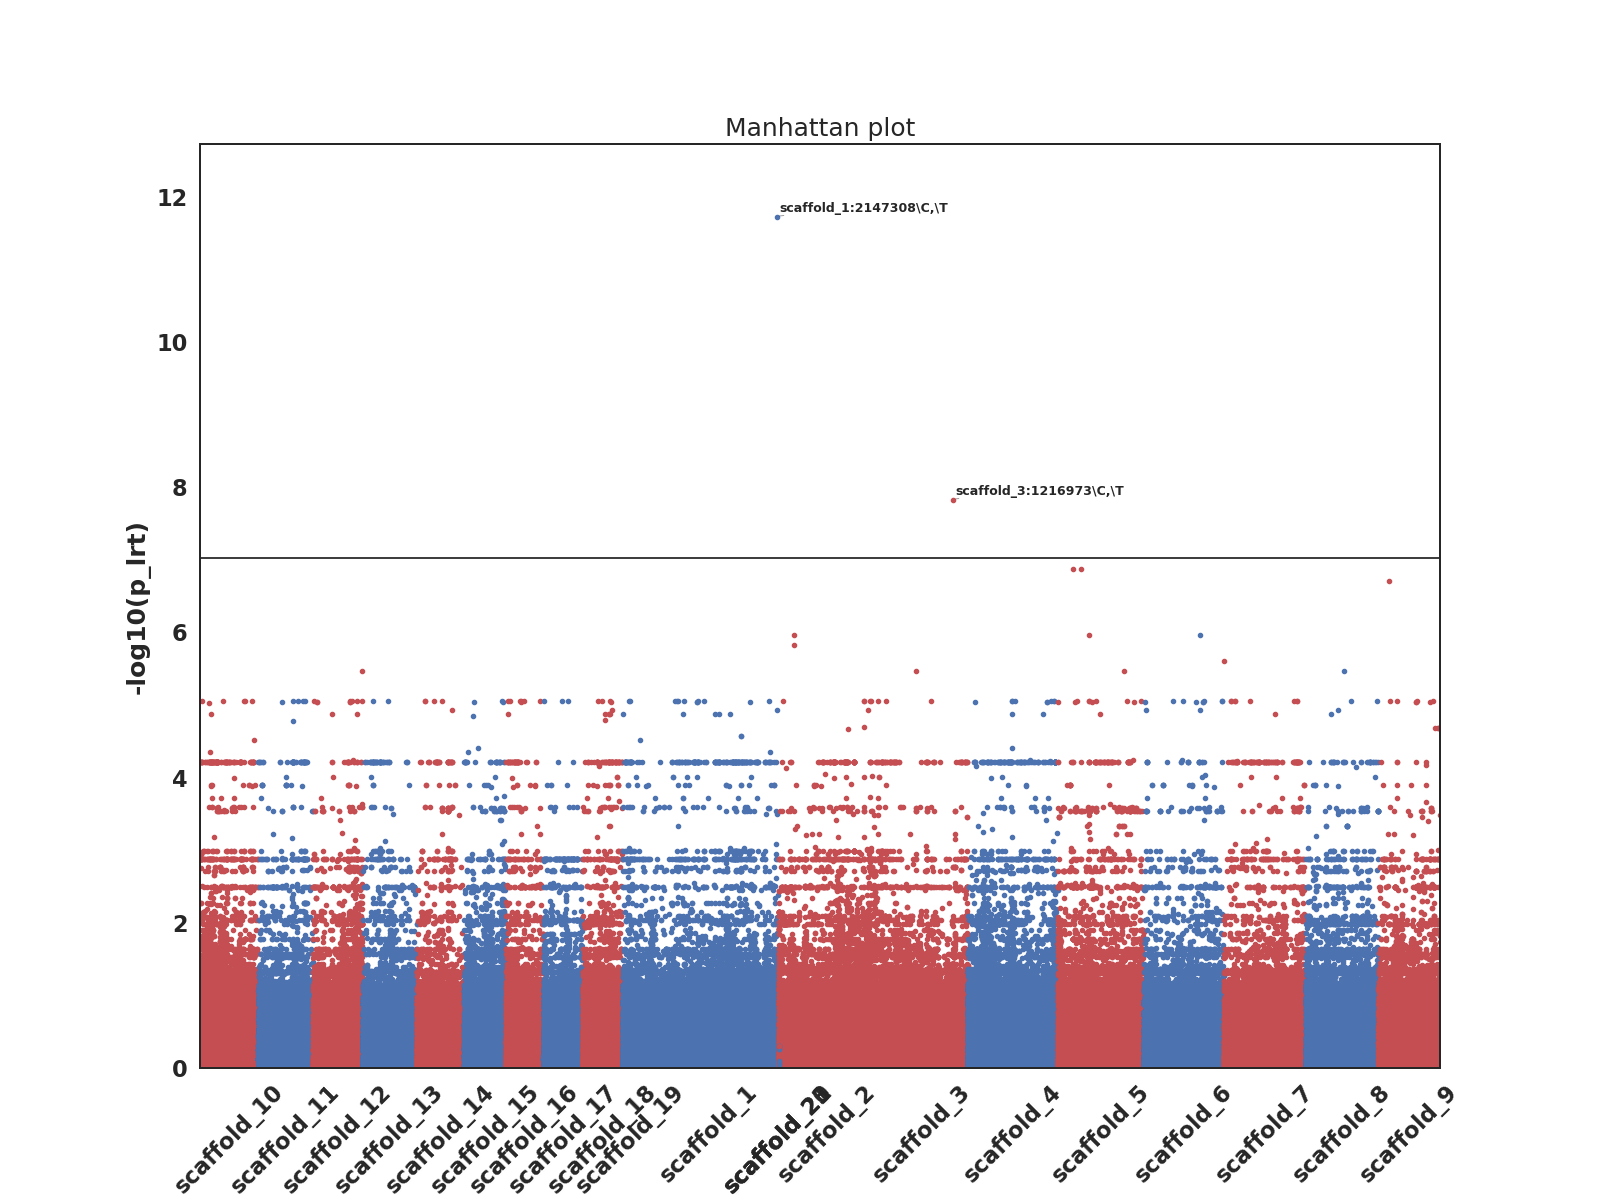 Manhattan plot
12
scaffold_1:2147308\C,\T
10
8
scaffold_3:1216973\C,\T
-log10(p_lrt)
6
4
2
0
scaffold_10
scaffold_11
scaffold_12
scaffold_13
scaffold_14
scaffold_15
scaffold_16
scaffold_17
scaffold_18
scaffold_19
scaffold_1
scaffold_2
scaffold_3
scaffold_4
scaffold_5
scaffold_6
scaffold_7
scaffold_8
scaffold_9